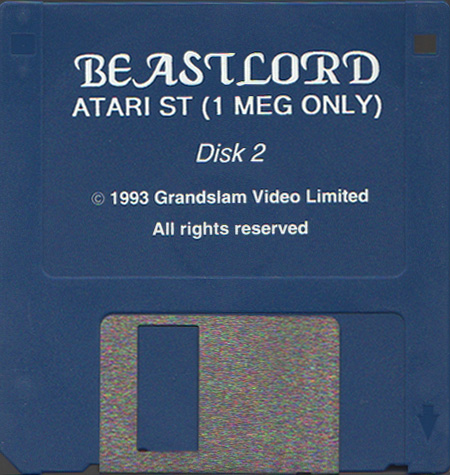 BEASTLORD
ATARI ST (1 MEG ONLY)
Disk 2
© 1993 Grandslam Video Limited
All rights reserved